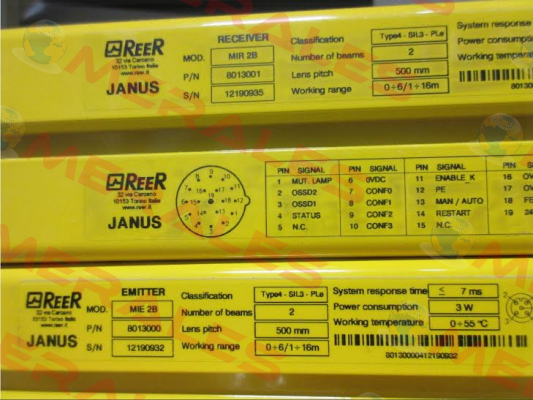 REER
32 via Carcano
10153 Torino Italia
www.reer.it
JANUS
RECEIVER
MOD. MIR 2B
P/N 8013001
S/N 12190935
Classification Type4 - SIL3 - PLe
Number of beams 2
Lens pitch 500 mm
Working range 0÷6/1÷16m
System response
Power consumption
Working temperature
REER
32 via Carcano
10153 Torino Italia
www.reer.it
JANUS
PIN SIGNAL
1 MUT. LAMP
2 OSSD2
3 OSSD1
4 STATUS
5 N.C.
PIN SIGNAL
6 0VDC
7 CONF0
8 CONF1
9 CONF2
10 CONF3
PIN SIGNAL
11 ENABLE_K
12 PE
13 MAN / AUTO
14 RESTART
15 N.C.
PIN
16
17
18
19
REER
32 via Carcano
10153 Torino Italia
www.reer.it
JANUS
EMITTER
MOD. MIE 2B
P/N 8013000
S/N 12190932
Classification Type4 - SIL3 - PLe
Number of beams 2
Lens pitch 500 mm
Working range 0÷6/1÷16m
System response time ≤ 7 ms
Power consumption 3 W
Working temperature 0÷55 °C
80130000412190932
MERALES
MERALES
MERALES